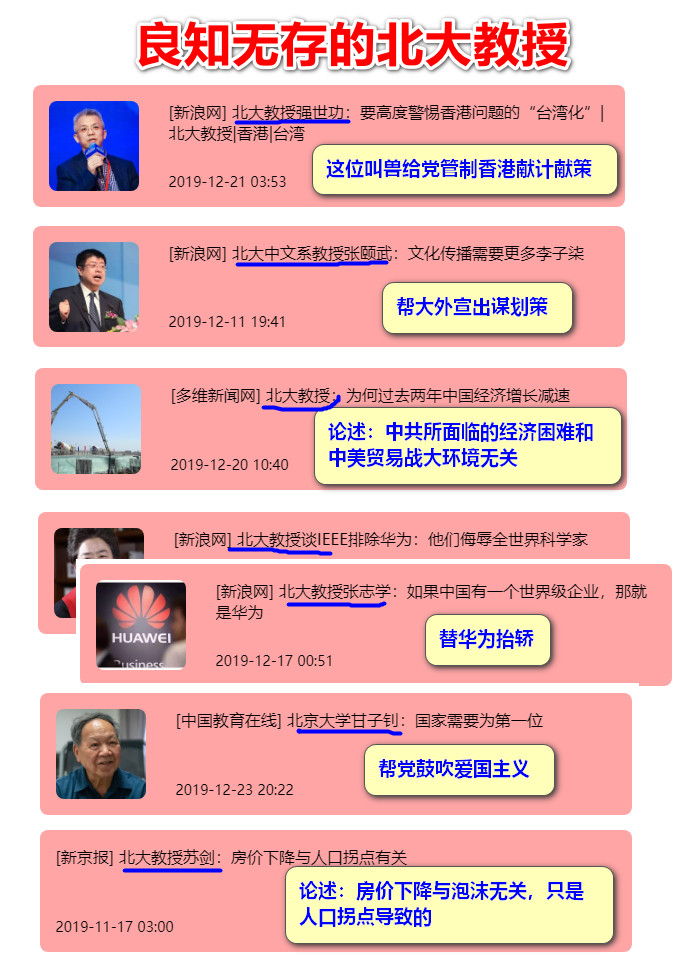 良知无存的北大教授
[新浪网] 北大教授强世功：要高度警惕香港问题的“台湾化”|
北大教授|香港|台湾
2019-12-21 03:53
这位叫兽给党管制香港献计献策
[新浪网] 北大中文系教授张颐武：文化传播需要更多李子柒
2019-12-11 19:41
帮大外宣出谋划策
[多维新闻网] 北大教授：为何过去两年中国经济增长减速
2019-12-20 10:40
论述：中共所面临的经济困难和
中美贸易战大环境无关
[新浪网] 北大教授谈IEEE排除华为：他们侮辱全世界科学家
[新浪网] 北大教授张志学：如果中国有一个世界级企业，那就
是华为
HUAWEI
Business
2019-12-17 00:51
替华为抬轿
[中国教育在线] 北京大学甘子钊：国家需要为第一位
2019-12-23 20:22
帮党鼓吹爱国主义
[新京报] 北大教授苏剑：房价下降与人口拐点有关
2019-11-17 03:00
论述：房价下降与泡沫无关，只是
人口拐点导致的